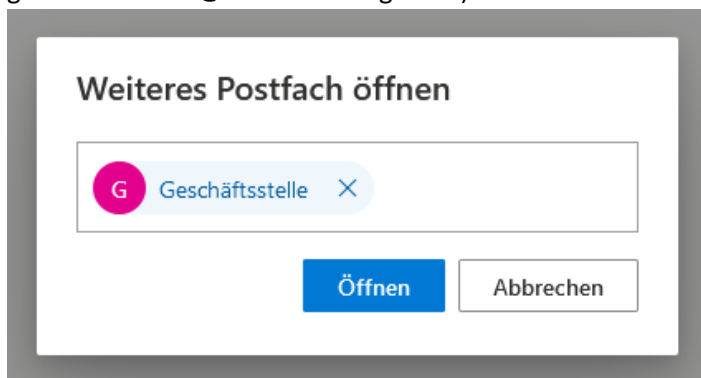 Weiteres Postfach öffnen
G Geschäftsstelle
Öffnen Abbrechen